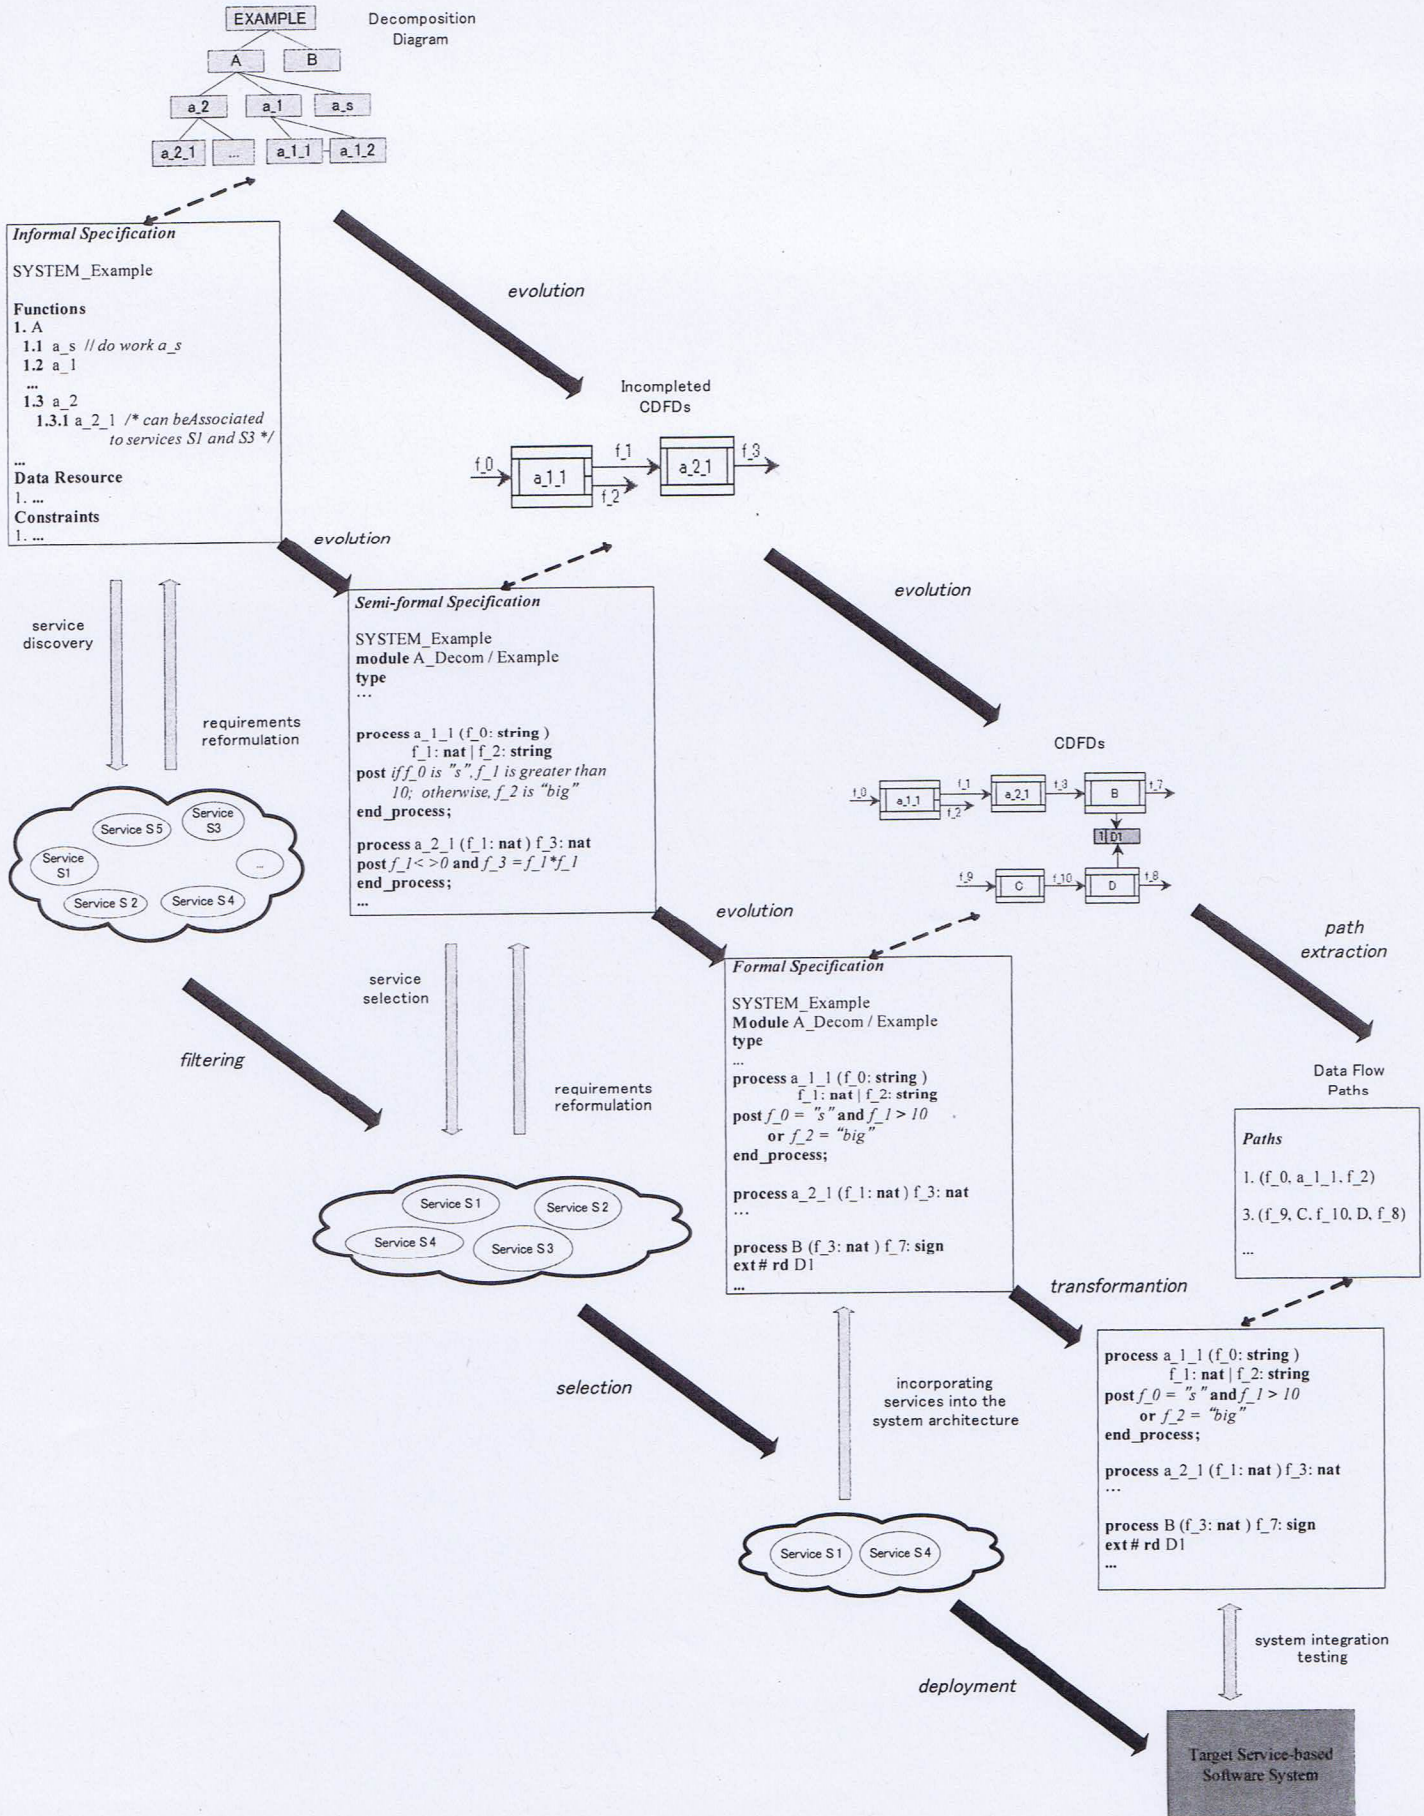 EXAMPLE
Decomposition
Diagram
A
B
a_2
a_1
a_s
a_2_1
...
a_1_1
a_1_2
Informal Specification
SYSTEM_Example
Functions
1. A
1.1 a_s // do work a_s
1.2 a_1
...
1.3 a_2
1.3.1 a_2_1 /* can beAssociated
to services S1 and S3 */
...
Data Resource
1. ...
Constraints
1. ...
evolution
Incompleted
CDFDs
f_0
a_1_1
f_1
f_2
a_2_1
f_3
evolution
evolution
service
discovery
requirements
reformulation
Semi-formal Specification
SYSTEM_Example
module A_Decom / Example
type
...
process a_1_1 (f_0: string )
f_1: nat | f_2: string
post if f_0 is "s", f_1 is greater than
10; otherwise, f_2 is "big"
end_process;
process a_2_1 (f_1: nat ) f_3: nat
post f_1< >0 and f_3 = f_1*f_1
end_process;
...
Service S5
Service
S3
Service
S1
...
Service S 2
Service S 4
CDFDs
f_0
a_1_1
f_1
f_2
a_2_1
f_3
B
f_7
1 D1
f_9
C
f_10
D
f_8
evolution
path
extraction
service
selection
filtering
requirements
reformulation
Formal Specification
SYSTEM_Example
Module A_Decom / Example
type
...
process a_1_1 (f_0: string )
f_1: nat | f_2: string
post f_0 = "s" and f_1 > 10
or f_2 = "big"
end_process;
process a_2_1 (f_1: nat ) f_3: nat
...
process B (f_3: nat ) f_7: sign
ext # rd D1
...
Data Flow
Paths
Paths
1. (f_0, a_1_1, f_2)
3. (f_9, C, f_10, D, f_8)
...
Service S 1
Service S 2
Service S 4
Service S3
transformantion
selection
incorporating
services into the
system architecture
process a_1_1 (f_0: string )
f_1: nat | f_2: string
post f_0 = "s" and f_1 > 10
or f_2 = "big"
end_process;
process a_2_1 (f_1: nat ) f_3: nat
...
process B (f_3: nat ) f_7: sign
ext # rd D1
...
Service S 1
Service S 4
system integration
testing
deployment
Target Service-based
Software System